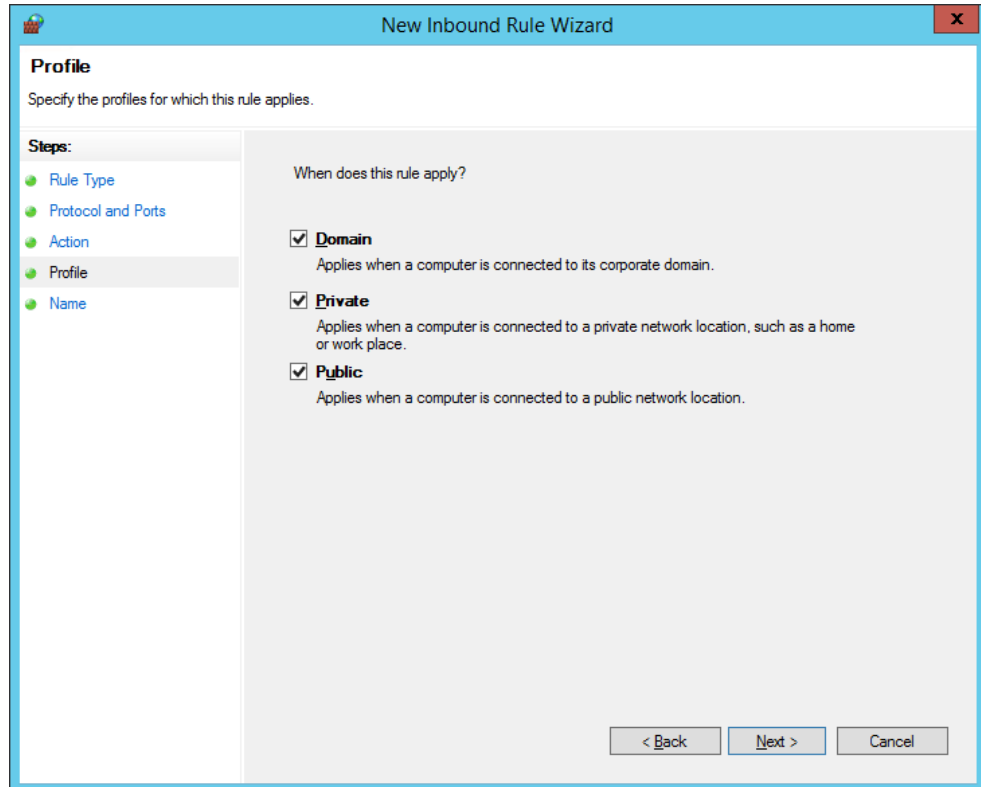 New Inbound Rule Wizard
x
Profile
Specify the profiles for which this rule applies.
Steps:
Rule Type
Protocol and Ports
Action
Profile
Name
When does this rule apply?
Domain
Applies when a computer is connected to its corporate domain.
Private
Applies when a computer is connected to a private network location, such as a home
or work place.
Public
Applies when a computer is connected to a public network location.
< Back
Next >
Cancel